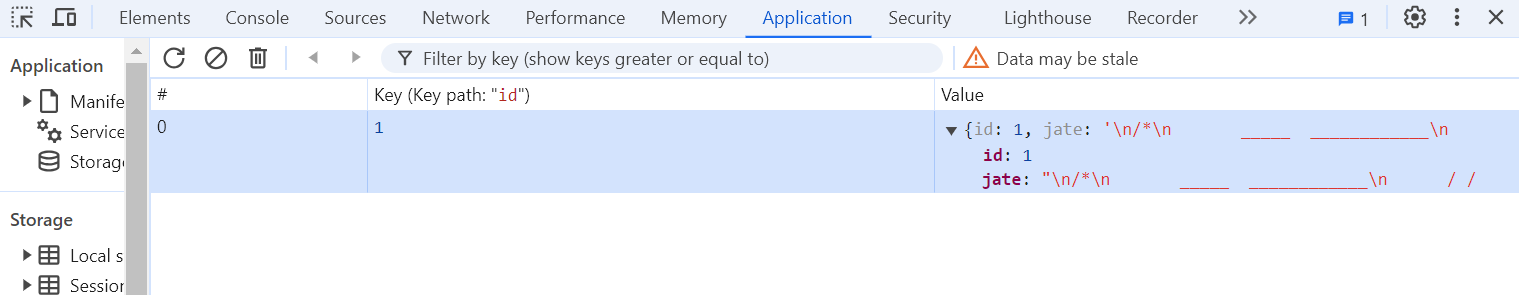 Elements Console Sources Network Performance Memory Application Security Lighthouse Recorder 1
Application
Manife
Service
Storag
Storage
Local s
Session
Filter by key (show keys greater or equal to) Data may be stale
# Key (Key path: "id") Value
0 1 {id: 1, jate: '\n/*\n       _____  ____________\n
id: 1
jate: "\n/*\n       _____  ____________\n      / /